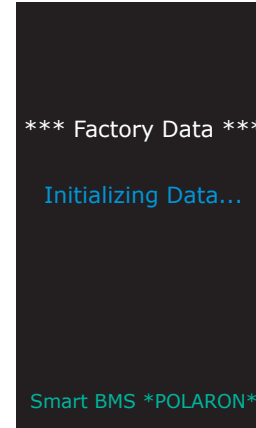 *** Factory Data ***
Initializing Data...
Smart BMS *POLARON*